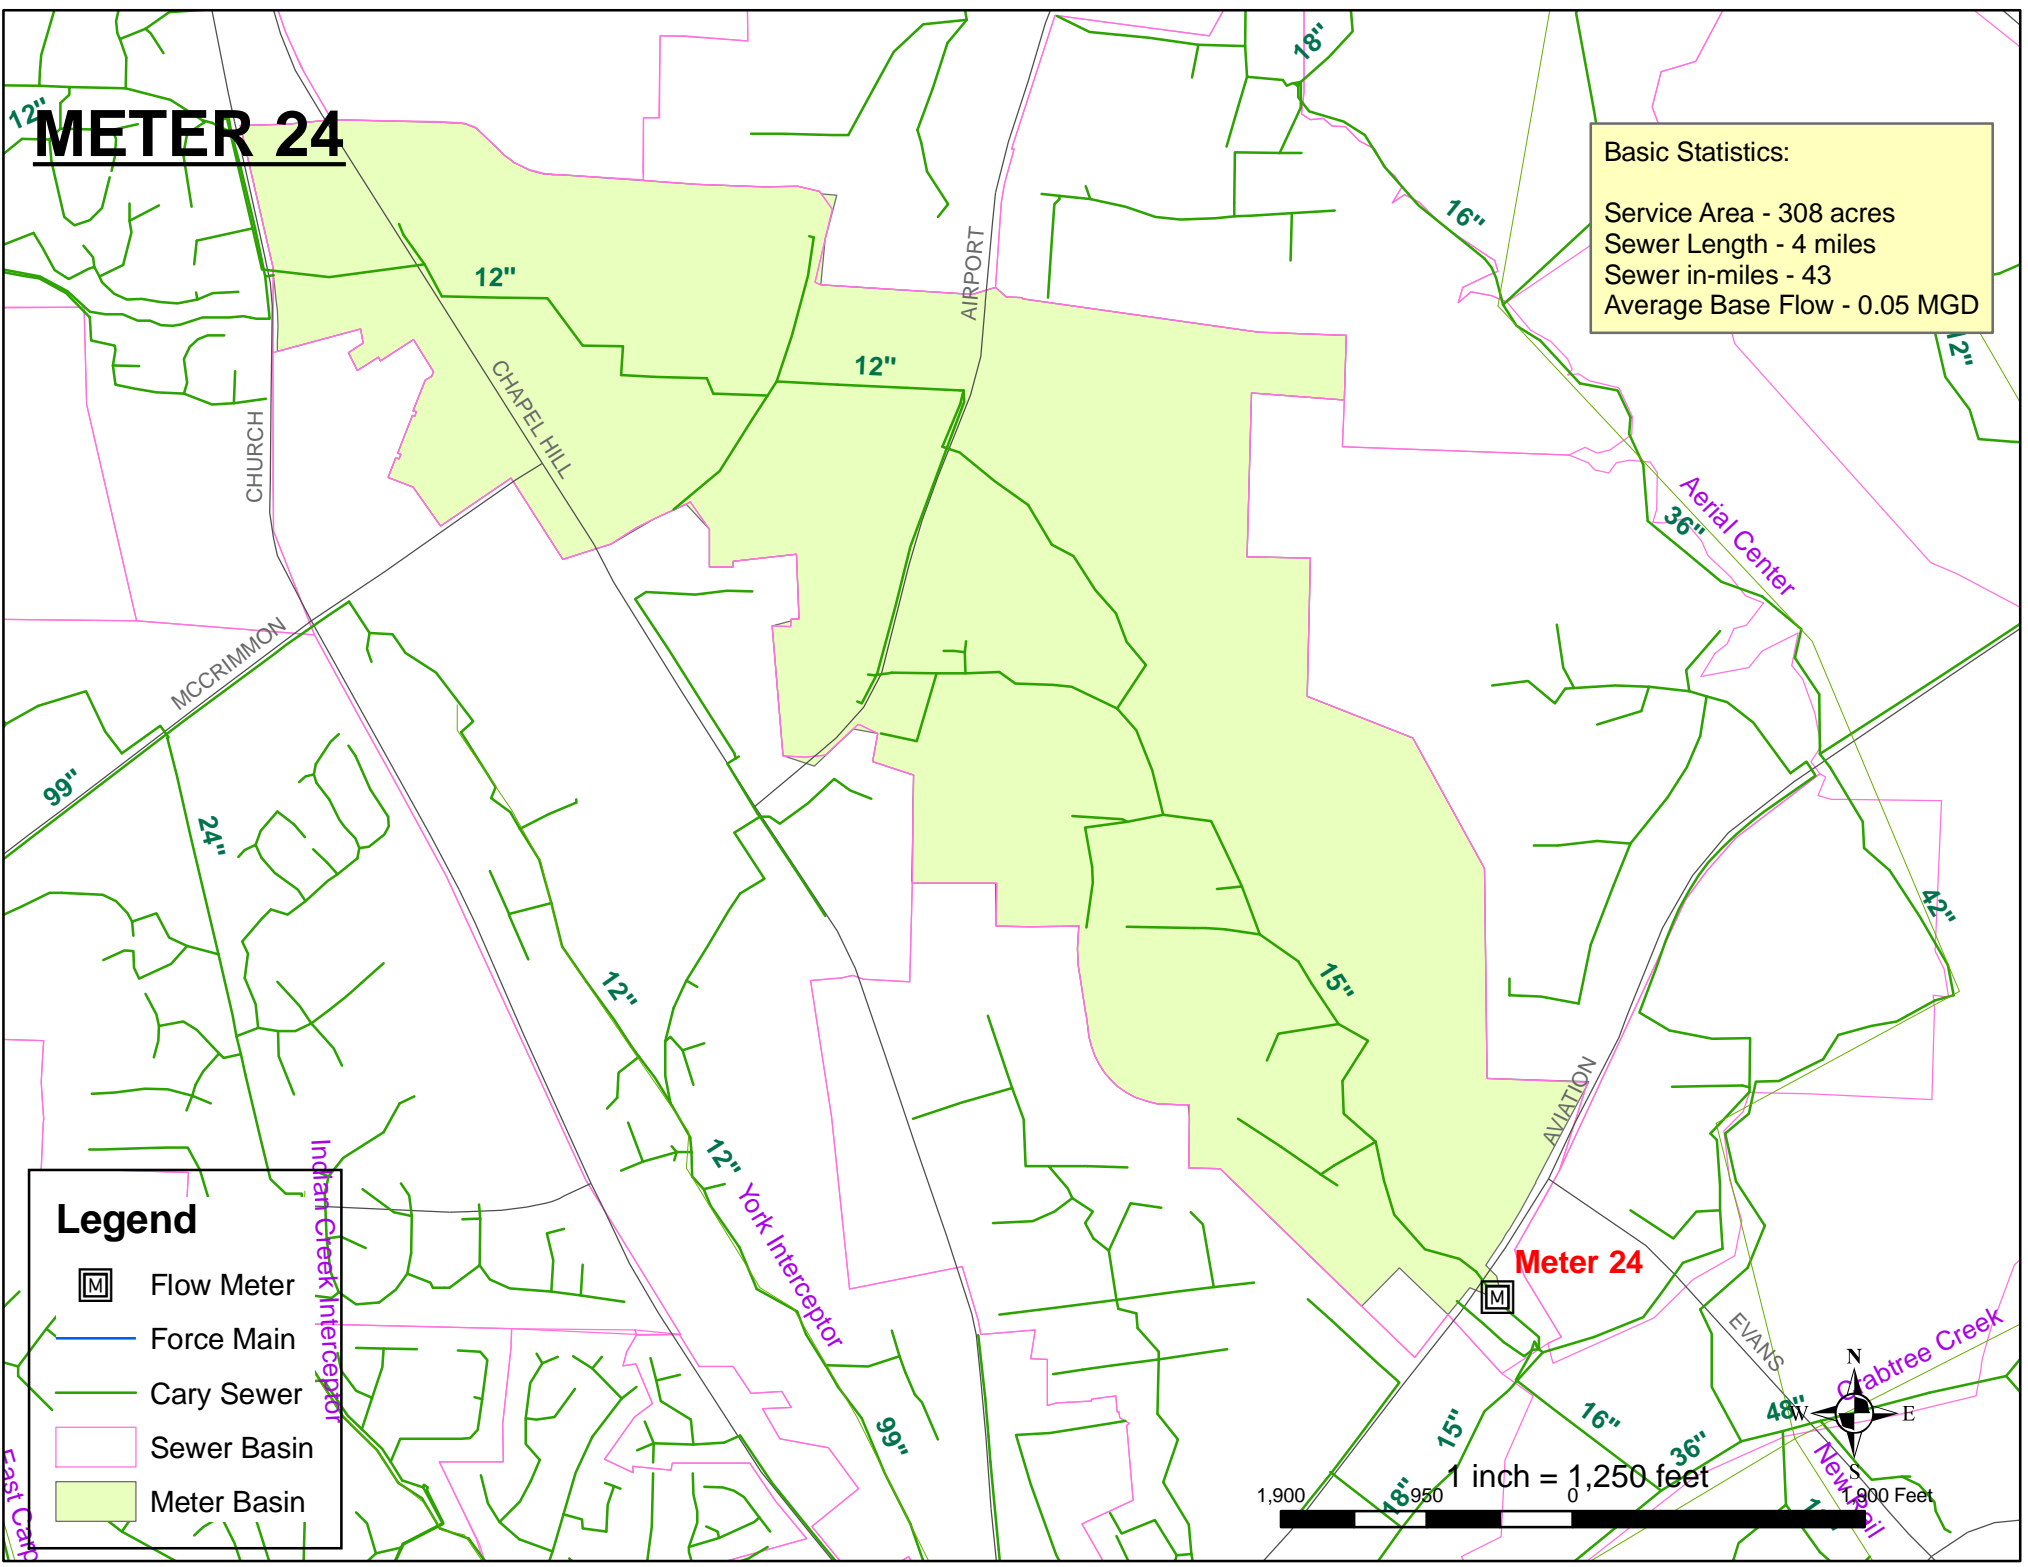 METER 24
12"
18"
16"
Basic Statistics:
Service Area - 308 acres
Sewer Length - 4 miles
Sewer in-miles - 43
Average Base Flow - 0.05 MGD
12"
12"
12"
AIRPORT
CHURCH
CHAPEL HILL
MCCRIMMON
Aerial Center
36"
99"
24"
12"
15"
42"
AVIATION
12"
York Interceptor
Indian Creek Interceptor
Legend
M Flow Meter
Force Main
Cary Sewer
Sewer Basin
Meter Basin
Meter 24
M
EVANS
Crabtree Creek
N
W
E
S
48"
16"
15"
36"
99"
18"
1 inch = 1,250 feet
1,900
950
0
1,900 Feet
East